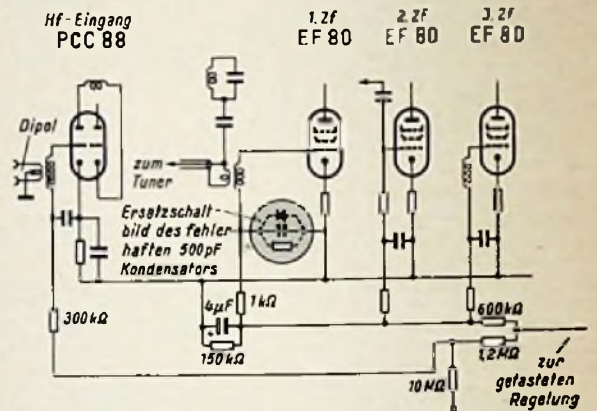 Hf-Eingang
PCC 88
1. Zf
EF 80
2. Zf
EF 80
3. Zf
EF 80
Dipol
zum
Tuner
Ersatzschalt
bild des fehler
haften 500pF
Kondensators
300kΩ
4µF
+
1kΩ
150kΩ
600kΩ
1,2MΩ
10MΩ
zur
getasteten
Regelung